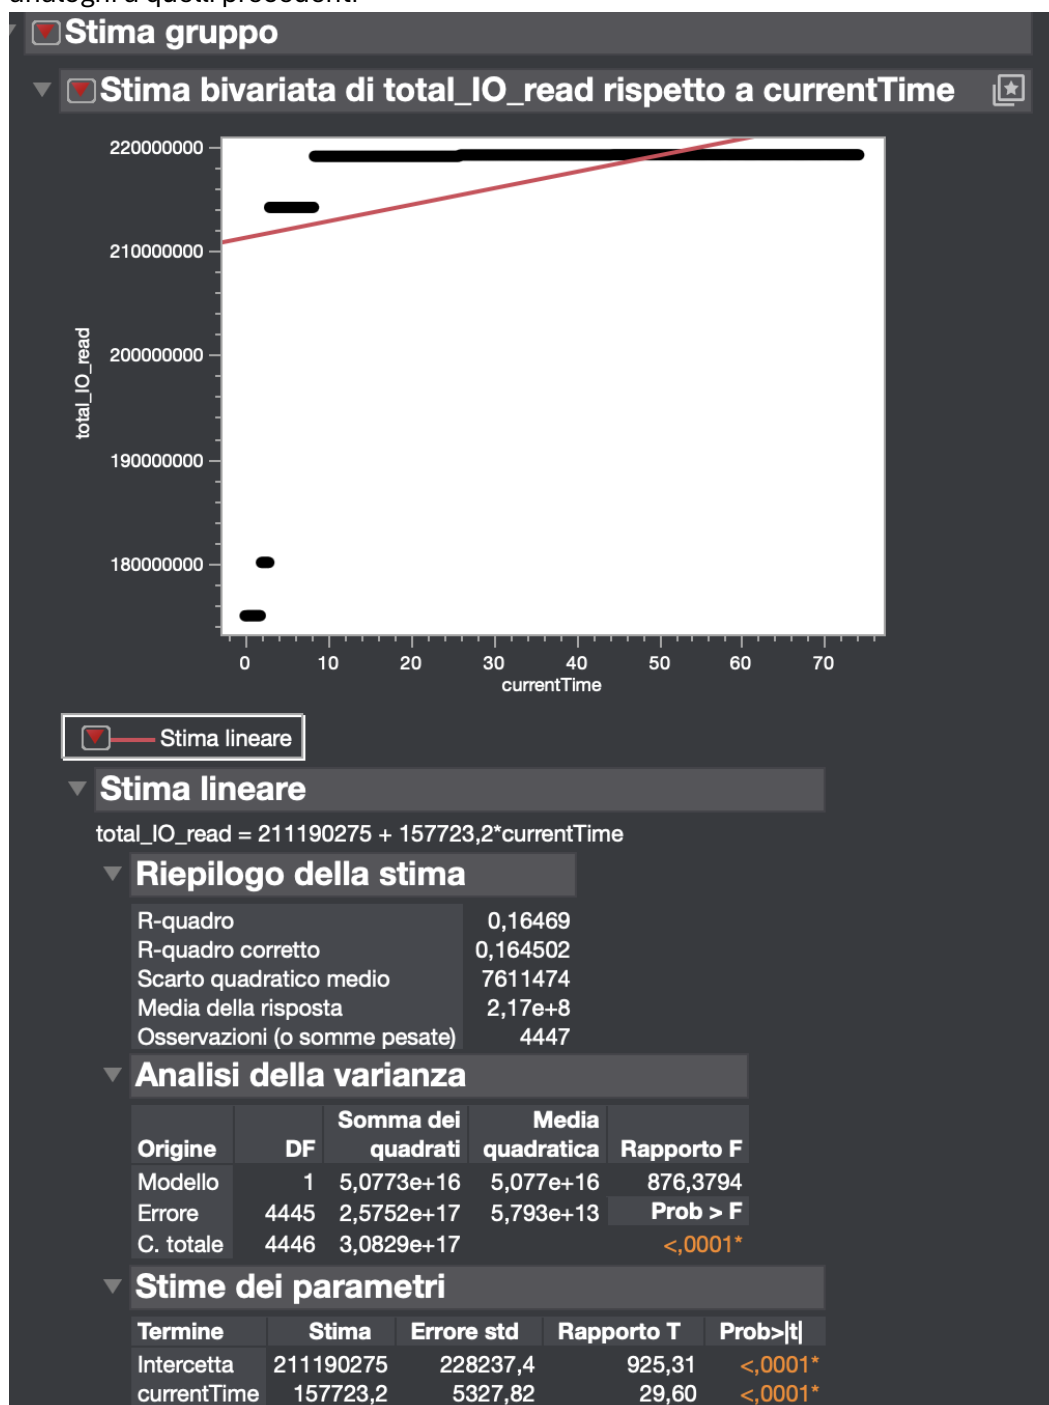 analoghi a quelli precedenti
Stima gruppo
Stima bivariata di total_IO_read rispetto a currentTime
220000000
210000000
200000000
190000000
180000000
total_IO_read
0 10 20 30 40 50 60 70
currentTime
Stima lineare
Stima lineare
total_IO_read = 211190275 + 157723,2*currentTime
Riepilogo della stima
R-quadro 0,16469
R-quadro corretto 0,164502
Scarto quadratico medio 7611474
Media della risposta 2,17e+8
Osservazioni (o somme pesate) 4447
Analisi della varianza
Somma dei Media
Origine DF quadrati quadratica Rapporto F
Modello 1 5,0773e+16 5,077e+16 876,3794
Errore 4445 2,5752e+17 5,793e+13 Prob > F
C. totale 4446 3,0829e+17 <,0001*
Stime dei parametri
Termine Stima Errore std Rapporto T Prob>|t|
Intercetta 211190275 228237,4 925,31 <,0001*
currentTime 157723,2 5327,82 29,60 <,0001*